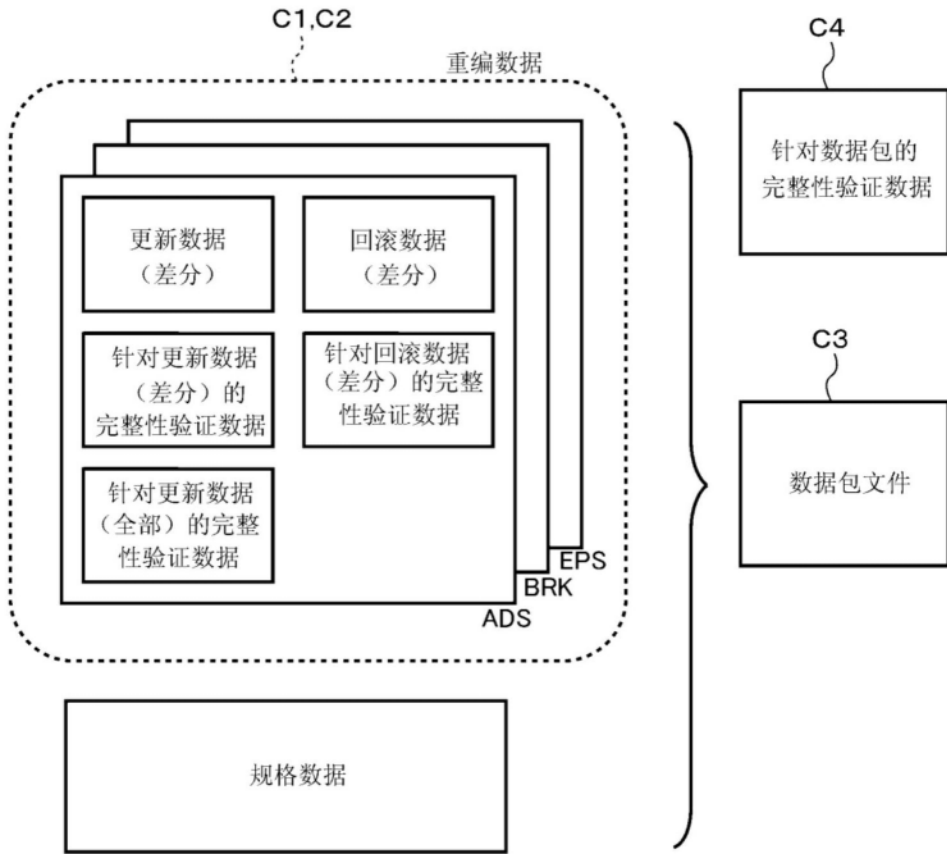 C1,C2
重编数据
更新数据
（差分）
回滚数据
（差分）
针对更新数据
（差分）的
完整性验证数据
针对回滚数据
（差分）的完整
性验证数据
针对更新数据
（全部）的完整
性验证数据
EPS
BRK
ADS
规格数据
C4
针对数据包的
完整性验证数据
C3
数据包文件